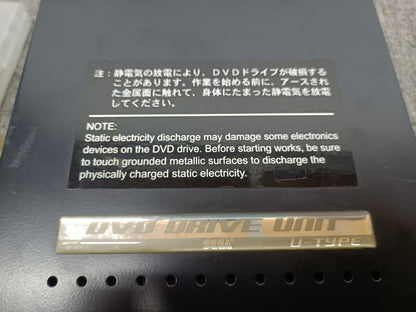 注：静電気の放電により、DVDドライブが破損する
ことがあります。作業を始める前に、アースされ
た金属面に触れて、身体にたまった静電気を放電
してください。
NOTE:
Static electricity discharge may damage some electronics
devices on the DVD drive. Before starting works, be sure
to touch grounded metallic surfaces to discharge the
physically charged static electricity.
DVD DRIVE UNIT
SEGA
U-TYPE